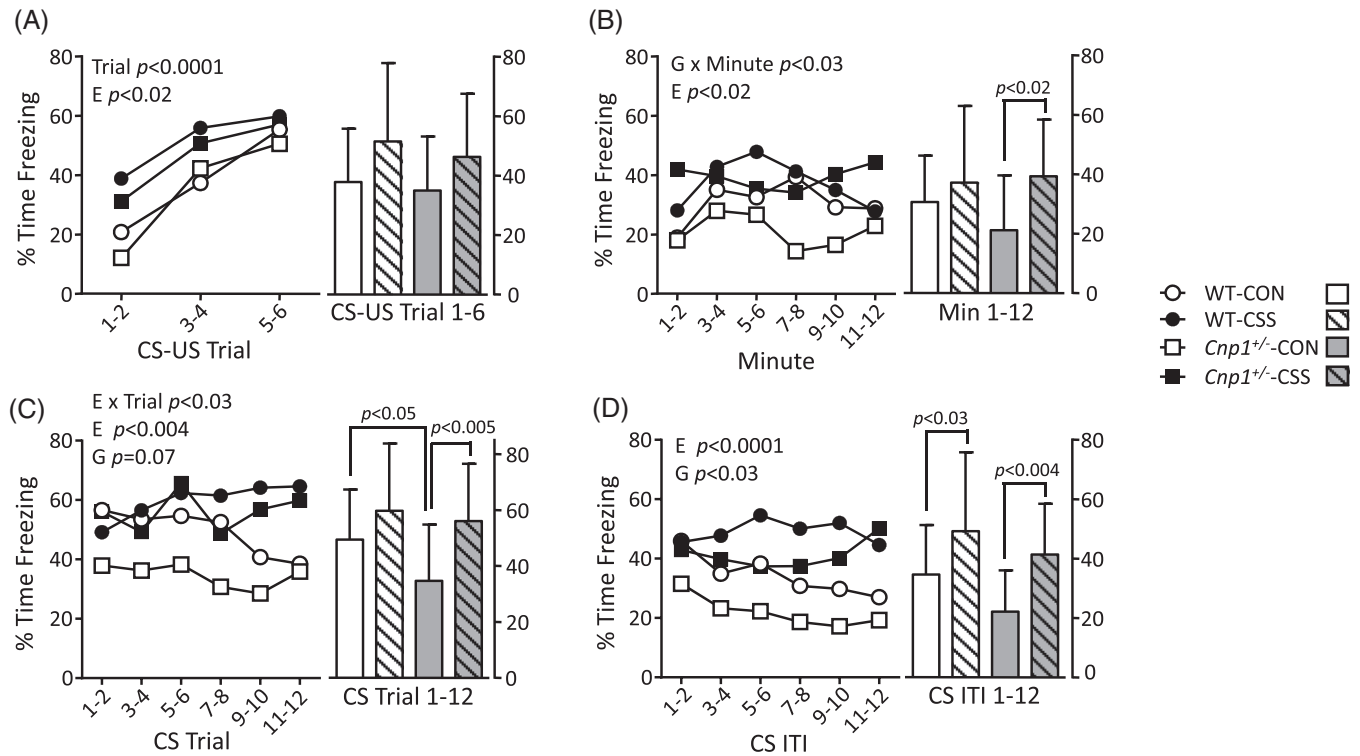 (A)
80
60
40
20
0
% Time Freezing
Trial p<0.0001
E p<0.02
1-2
3-4
5-6
CS-US Trial
80
60
40
20
0
CS-US Trial 1-6
(B)
80
60
40
20
0
% Time Freezing
G x Minute p<0.03
E p<0.02
1-2
3-4
5-6
7-8
9-10
11-12
Minute
p<0.02
80
60
40
20
0
Min 1-12
WT-CON
WT-CSS
Cnp1+/--CON
Cnp1+/--CSS
(C)
E x Trial p<0.03
E p<0.004
G p=0.07
80
60
40
20
0
% Time Freezing
1-2
3-4
5-6
7-8
9-10
11-12
CS Trial
p<0.05
p<0.005
80
60
40
20
0
CS Trial 1-12
(D)
80
60
40
20
0
% Time Freezing
E p<0.0001
G p<0.03
1-2
3-4
5-6
7-8
9-10
11-12
CS ITI
p<0.03
p<0.004
80
60
40
20
0
CS ITI 1-12